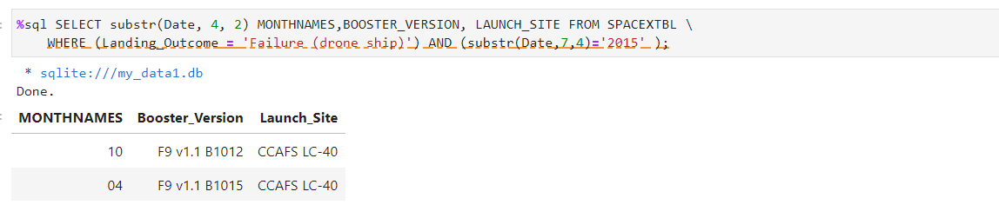 %sql SELECT substr(Date, 4, 2) MONTHNAMES,BOOSTER_VERSION, LAUNCH_SITE FROM SPACEXTBL \
WHERE (Landing_Outcome = 'Failure (drone ship)') AND (substr(Date,7,4)='2015' );
* sqlite:///my_data1.db
Done.
MONTHNAMES Booster_Version Launch_Site
10 F9 v1.1 B1012 CCAFS LC-40
04 F9 v1.1 B1015 CCAFS LC-40